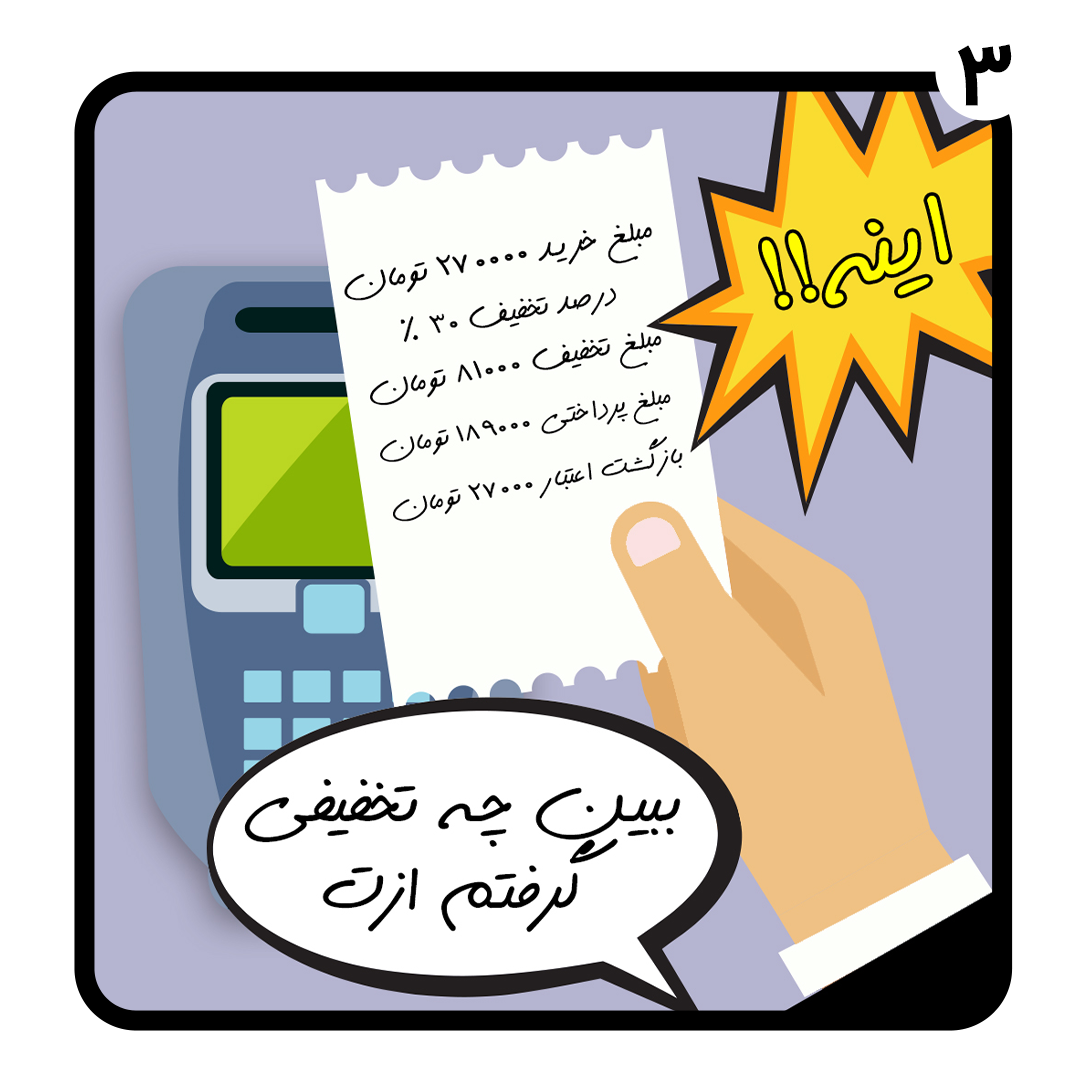 ۳
اینه!!
مبلغ خرید ۲۷۰۰۰۰ تومان
درصد تخفیف ۳۰ %
مبلغ تخفیف ۸۱۰۰۰ تومان
مبلغ پرداختی ۱۸۹۰۰۰ تومان
بازگشت اعتبار ۲۷۰۰۰ تومان
ببین چه تخفیفی
گرفتم ازت